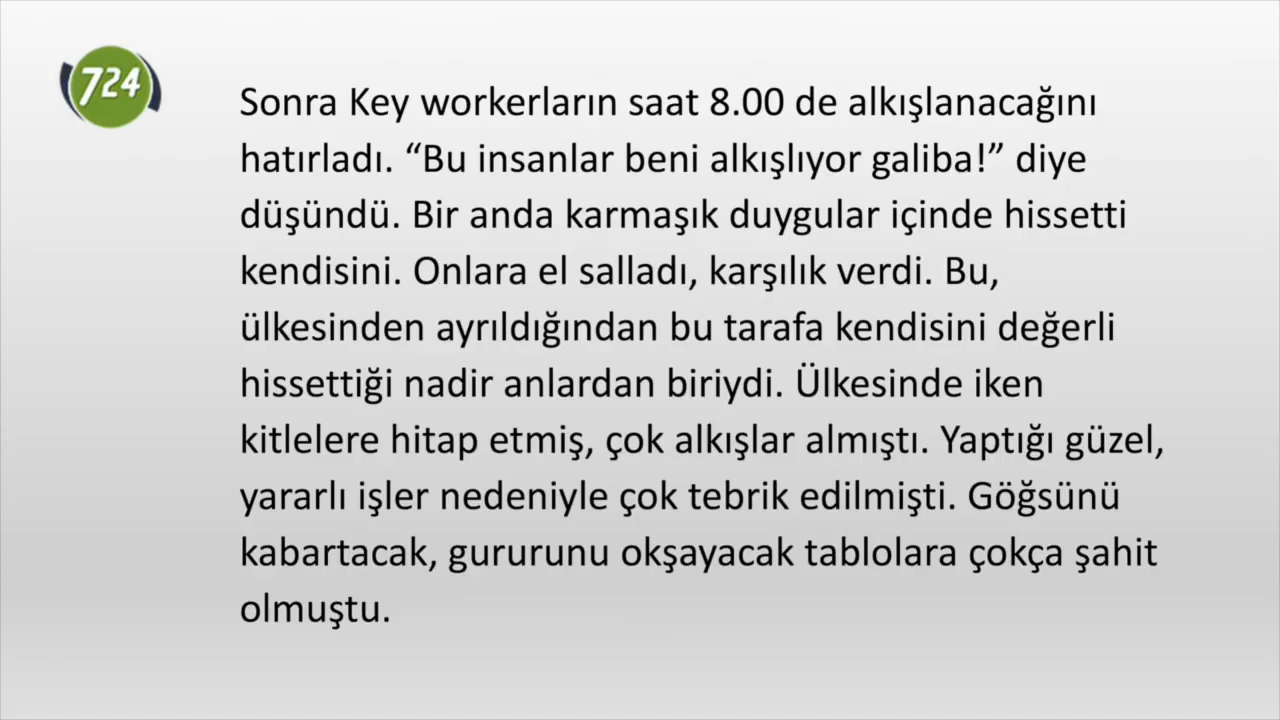 724
Sonra Key workerların saat 8.00 de alkışlanacağını
hatırladı. “Bu insanlar beni alkışlıyor galiba!” diye
düşündü. Bir anda karmaşık duygular içinde hissetti
kendisini. Onlara el salladı, karşılık verdi. Bu,
ülkesinden ayrıldığından bu tarafa kendisini değerli
hissettiği nadir anlardan biriydi. Ülkesinde iken
kitlelere hitap etmiş, çok alkışlar almıştı. Yaptığı güzel,
yararlı işler nedeniyle çok tebrik edilmişti. Göğsünü
kabartacak, gururunu okşayacak tablolara çokça şahit
olmuştu.